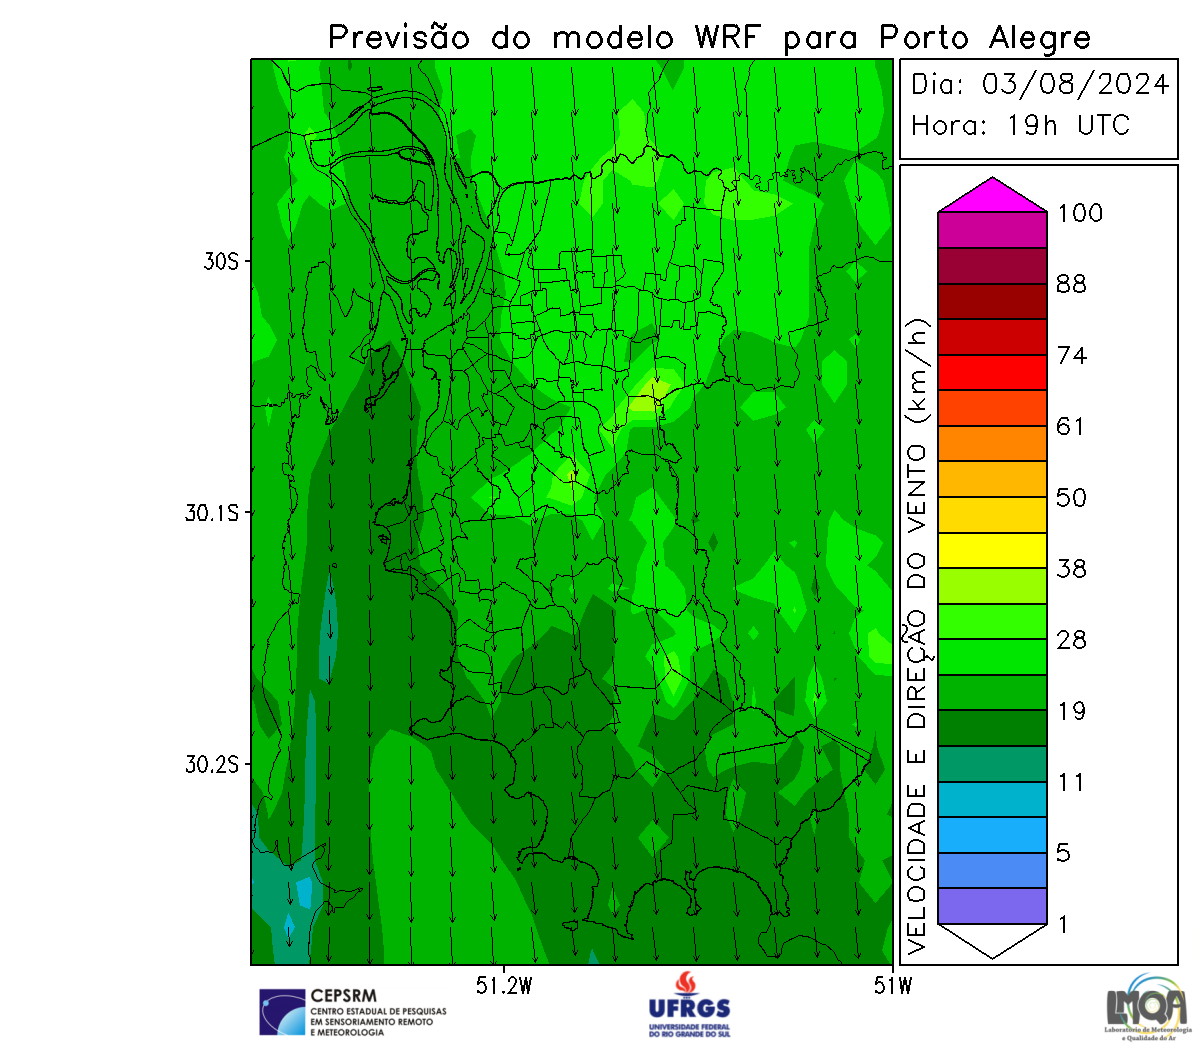 Previsão do modelo WRF para Porto Alegre
Dia: 03/08/2024
Hora: 19h UTC
100
88
74
61
50
38
28
19
11
5
1
VELOCIDADE E DIREÇÃO DO VENTO (km/h)
30S
30.1S
30.2S
51.2W
51W
CEPSRM
CENTRO ESTADUAL DE PESQUISAS
EM SENSORIAMENTO REMOTO
E METEOROLOGIA
UFRGS
UNIVERSIDADE FEDERAL
DO RIO GRANDE DO SUL
LMQA
Laboratório de Meteorologia
e Qualidade do Ar